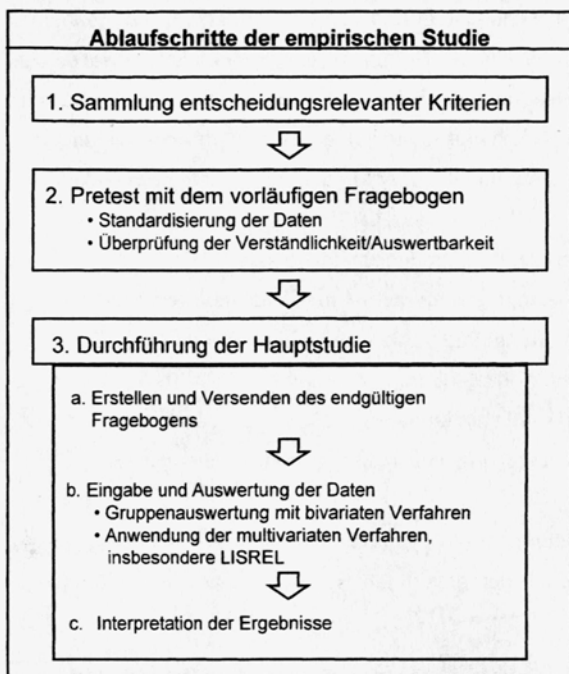 Ablaufschritte der empirischen Studie
1. Sammlung entscheidungsrelevanter Kriterien
2. Pretest mit dem vorläufigen Fragebogen
• Standardisierung der Daten
• Überprüfung der Verständlichkeit/Auswertbarkeit
3. Durchführung der Hauptstudie
a. Erstellen und Versenden des endgültigen
Fragebogens
b. Eingabe und Auswertung der Daten
• Gruppenauswertung mit bivariaten Verfahren
• Anwendung der multivariaten Verfahren,
insbesondere LISREL
c. Interpretation der Ergebnisse